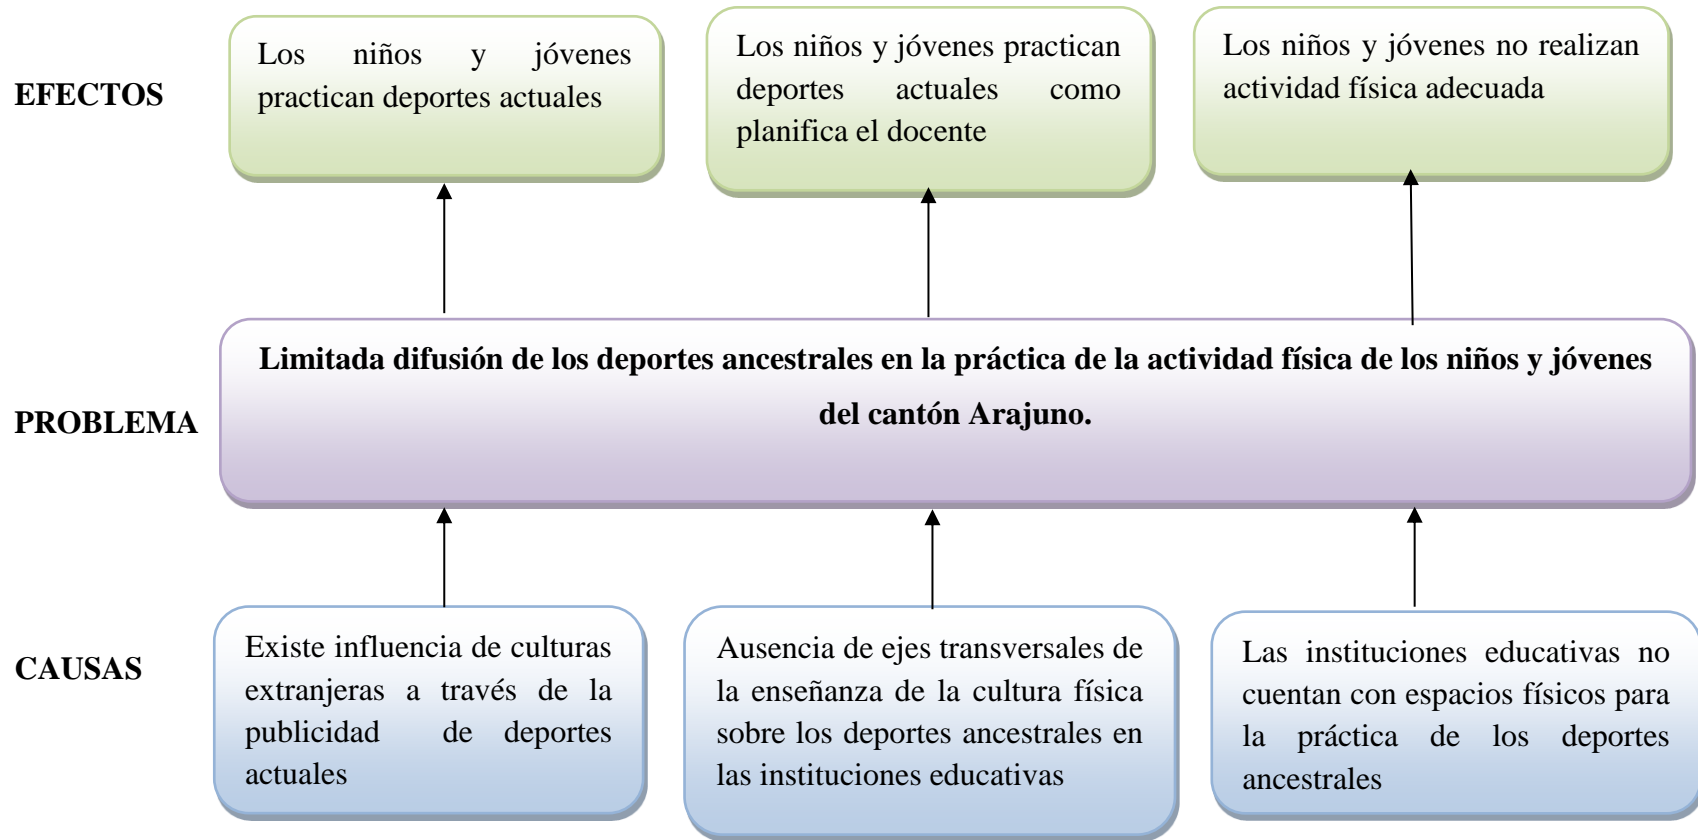 EFECTOS
Los niños y jóvenes
practican deportes actuales
Los niños y jóvenes practican
deportes actuales como
planifica el docente
Los niños y jóvenes no realizan
actividad física adecuada
PROBLEMA
Limitada difusión de los deportes ancestrales en la práctica de la actividad física de los niños y jóvenes
del cantón Arajuno.
CAUSAS
Existe influencia de culturas
extranjeras a través de la
publicidad de deportes
actuales
Ausencia de ejes transversales de
la enseñanza de la cultura física
sobre los deportes ancestrales en
las instituciones educativas
Las instituciones educativas no
cuentan con espacios físicos para
la práctica de los deportes
ancestrales